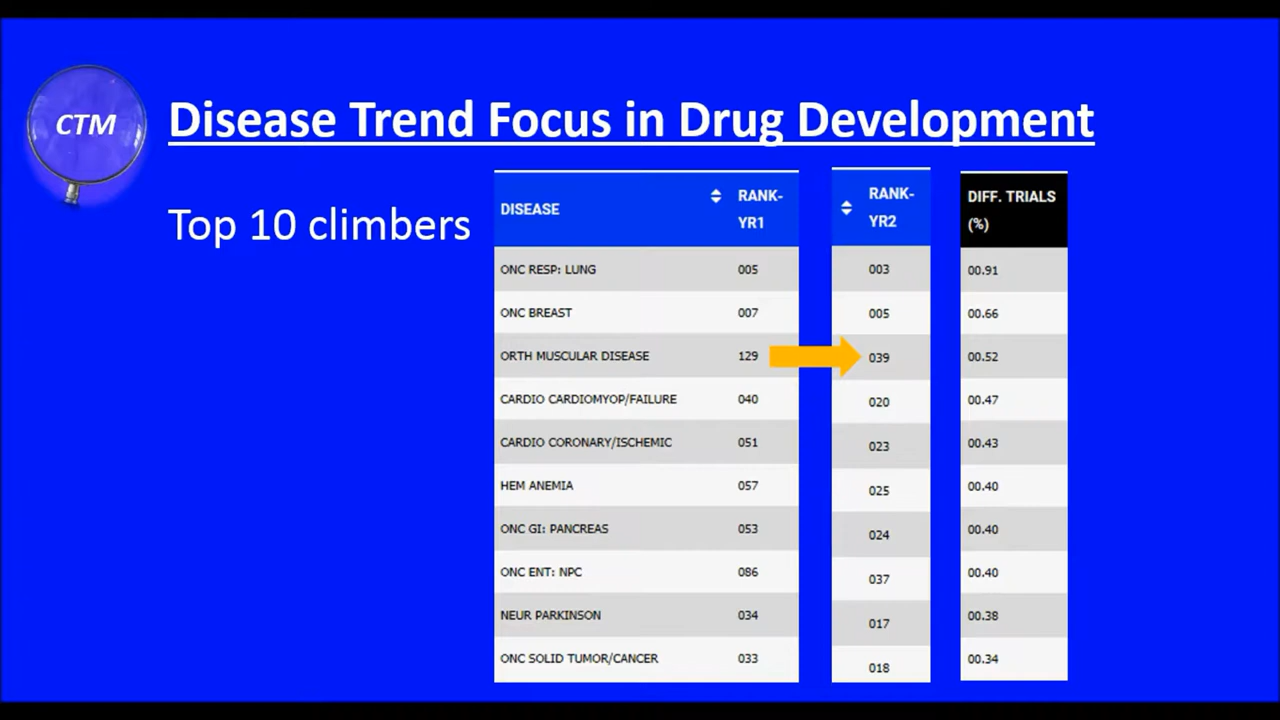 CTM
Disease Trend Focus in Drug Development
Top 10 climbers
DISEASE RANK-YR1 RANK-YR2 DIFF. TRIALS (%)
ONC RESP: LUNG 005 003 00.91
ONC BREAST 007 005 00.66
ORTH MUSCULAR DISEASE 129 039 00.52
CARDIO CARDIOMYOP/FAILURE 040 020 00.47
CARDIO CORONARY/ISCHEMIC 051 023 00.43
HEM ANEMIA 057 025 00.40
ONC GI: PANCREAS 053 024 00.40
ONC ENT: NPC 086 037 00.40
NEUR PARKINSON 034 017 00.38
ONC SOLID TUMOR/CANCER 033 018 00.34